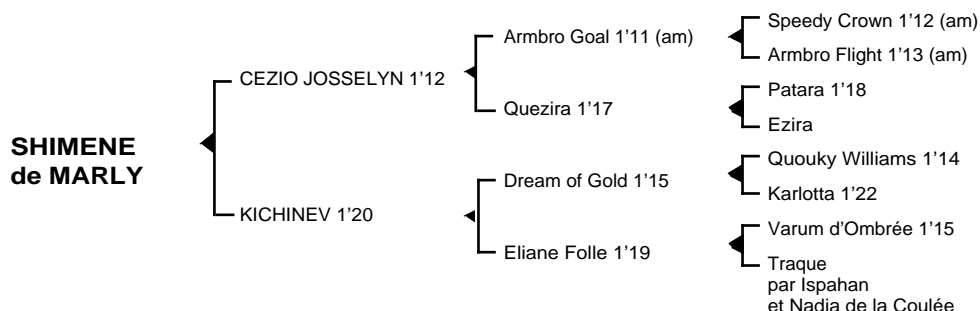 SHIMENE
de MARLY
CEZIO JOSSELYN 1’12
KICHINEV 1’20
Armbro Goal 1’11 (am)
Quezira 1’17
Dream of Gold 1’15
Eliane Folle 1’19
Speedy Crown 1’12 (am)
Armbro Flight 1’13 (am)
Patara 1’18
Ezira
Quouky Williams 1’14
Karlotta 1’22
Varum d’Ombrée 1’15
Traque
par Ispahan
et Nadia de la Coulée